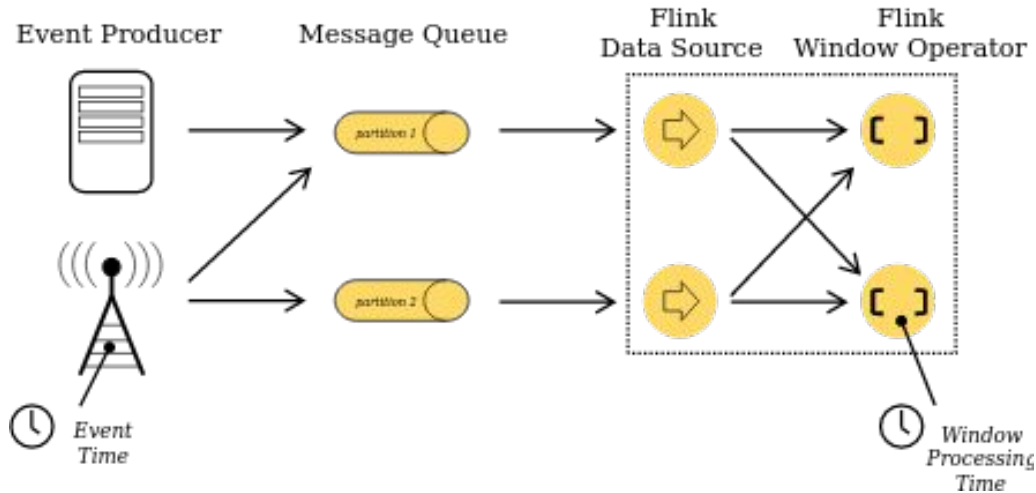 Event Producer
Message Queue
Flink
Data Source
Flink
Window Operator
partition 1
partition 2
Event
Time
Window
Processing
Time